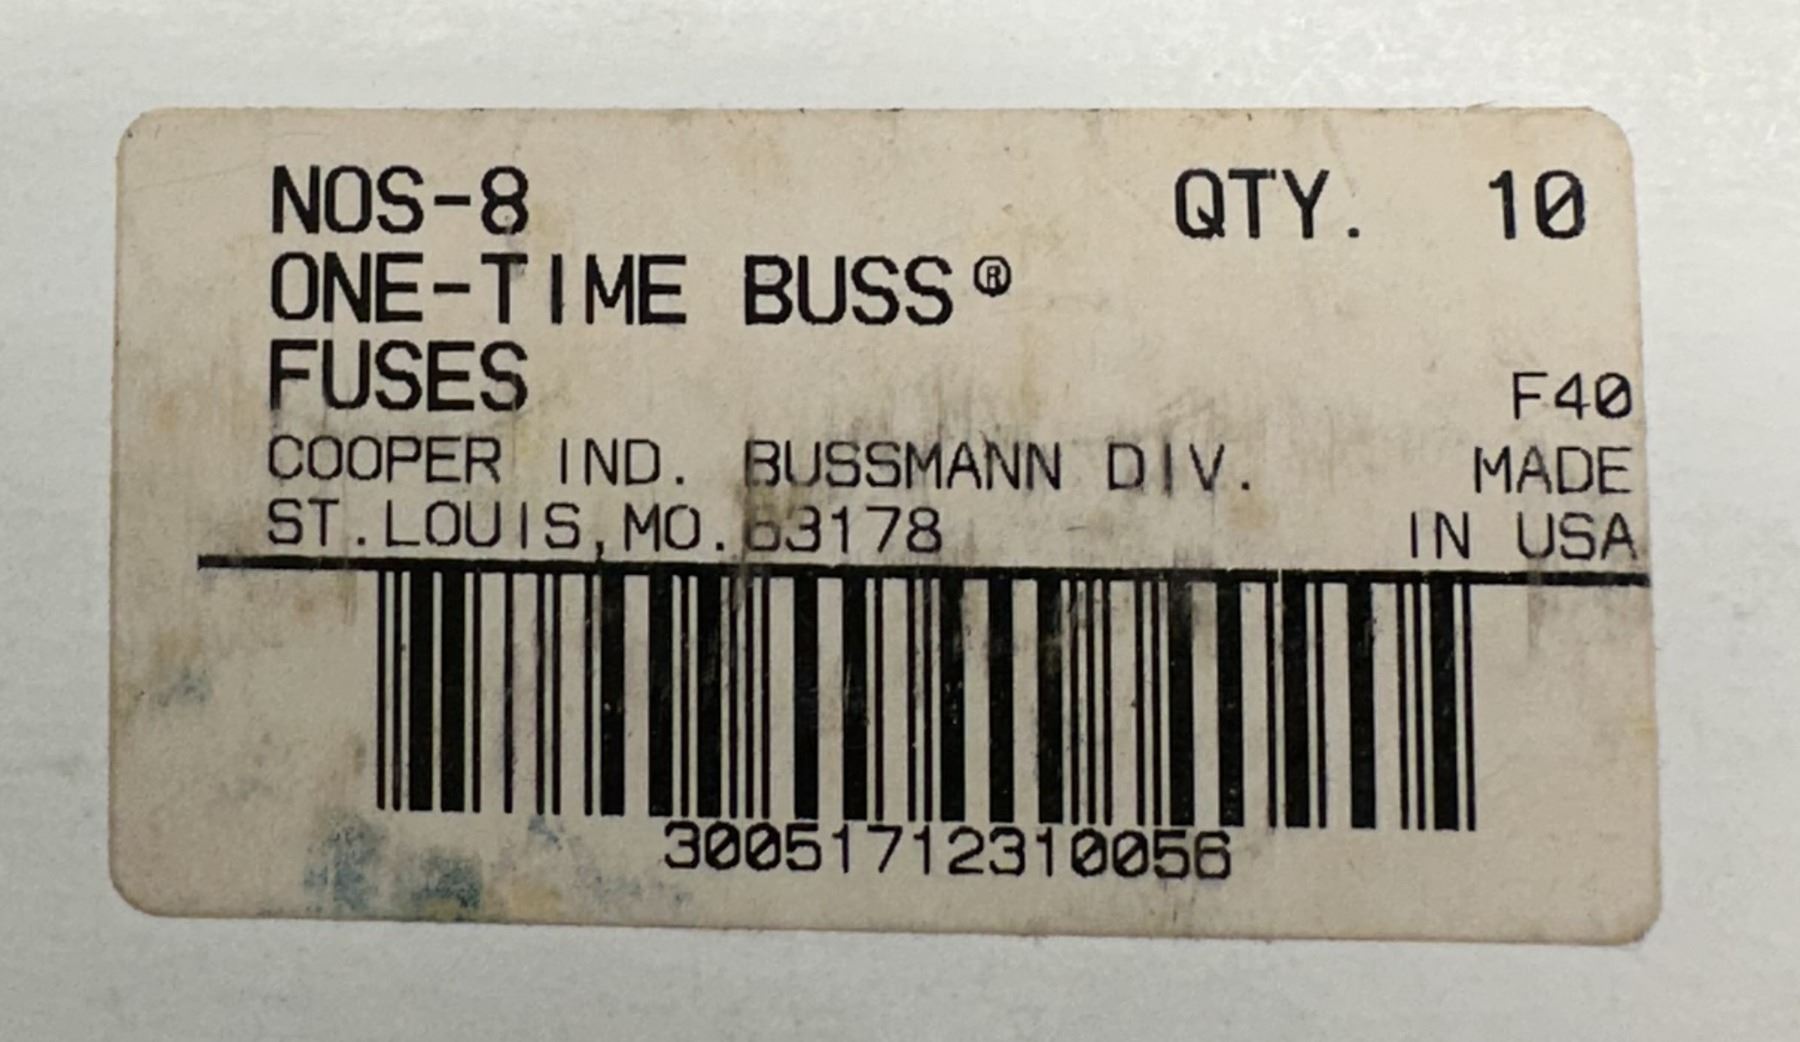 NOS-8 QTY. 10
ONE-TIME BUSS®
FUSES
F40
COOPER IND. BUSSMANN DIV. MADE
ST.LOUIS,MO.63178 IN USA
30051712310056